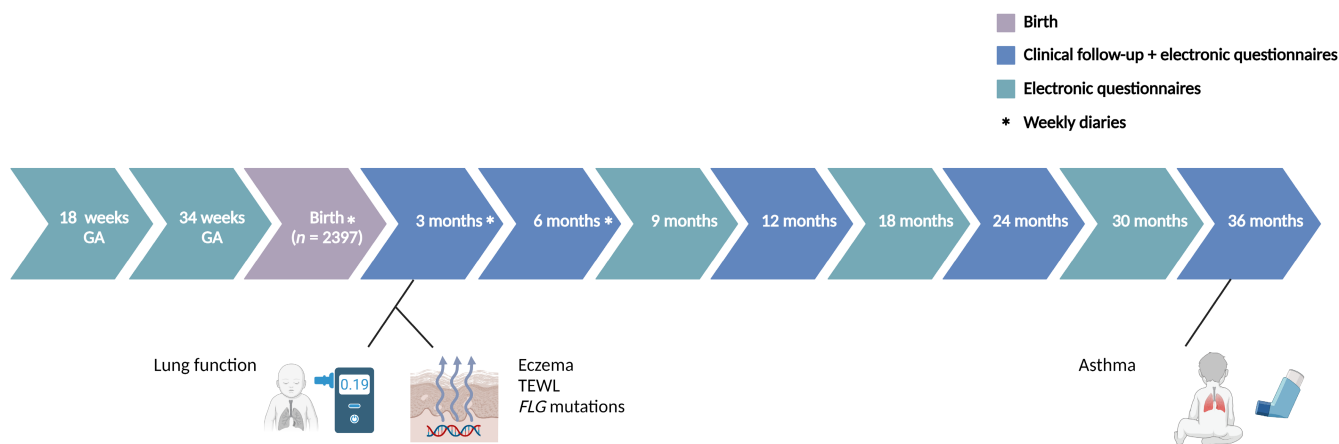 Birth
Clinical follow-up + electronic questionnaires
Electronic questionnaires
* Weekly diaries
18 weeks
GA
34 weeks
GA
Birth *
(n = 2397)
3 months *
6 months *
9 months
12 months
18 months
24 months
30 months
36 months
Lung function
0.19
Eczema
TEWL
FLG mutations
Asthma